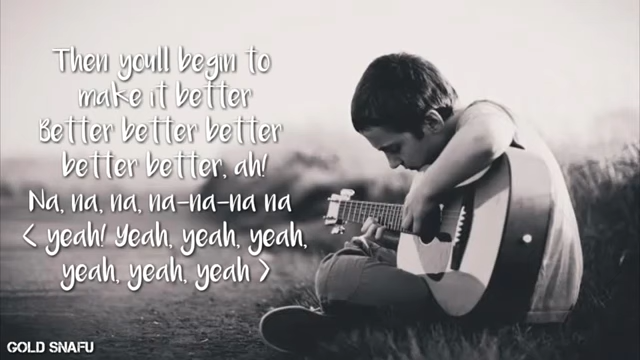 Then youll begin to
make it better
Better better better
better better, ah!
Na, na, na, na-na-na na
< yeah! Yeah, yeah, yeah,
yeah, yeah, yeah >
GOLD SNAFU